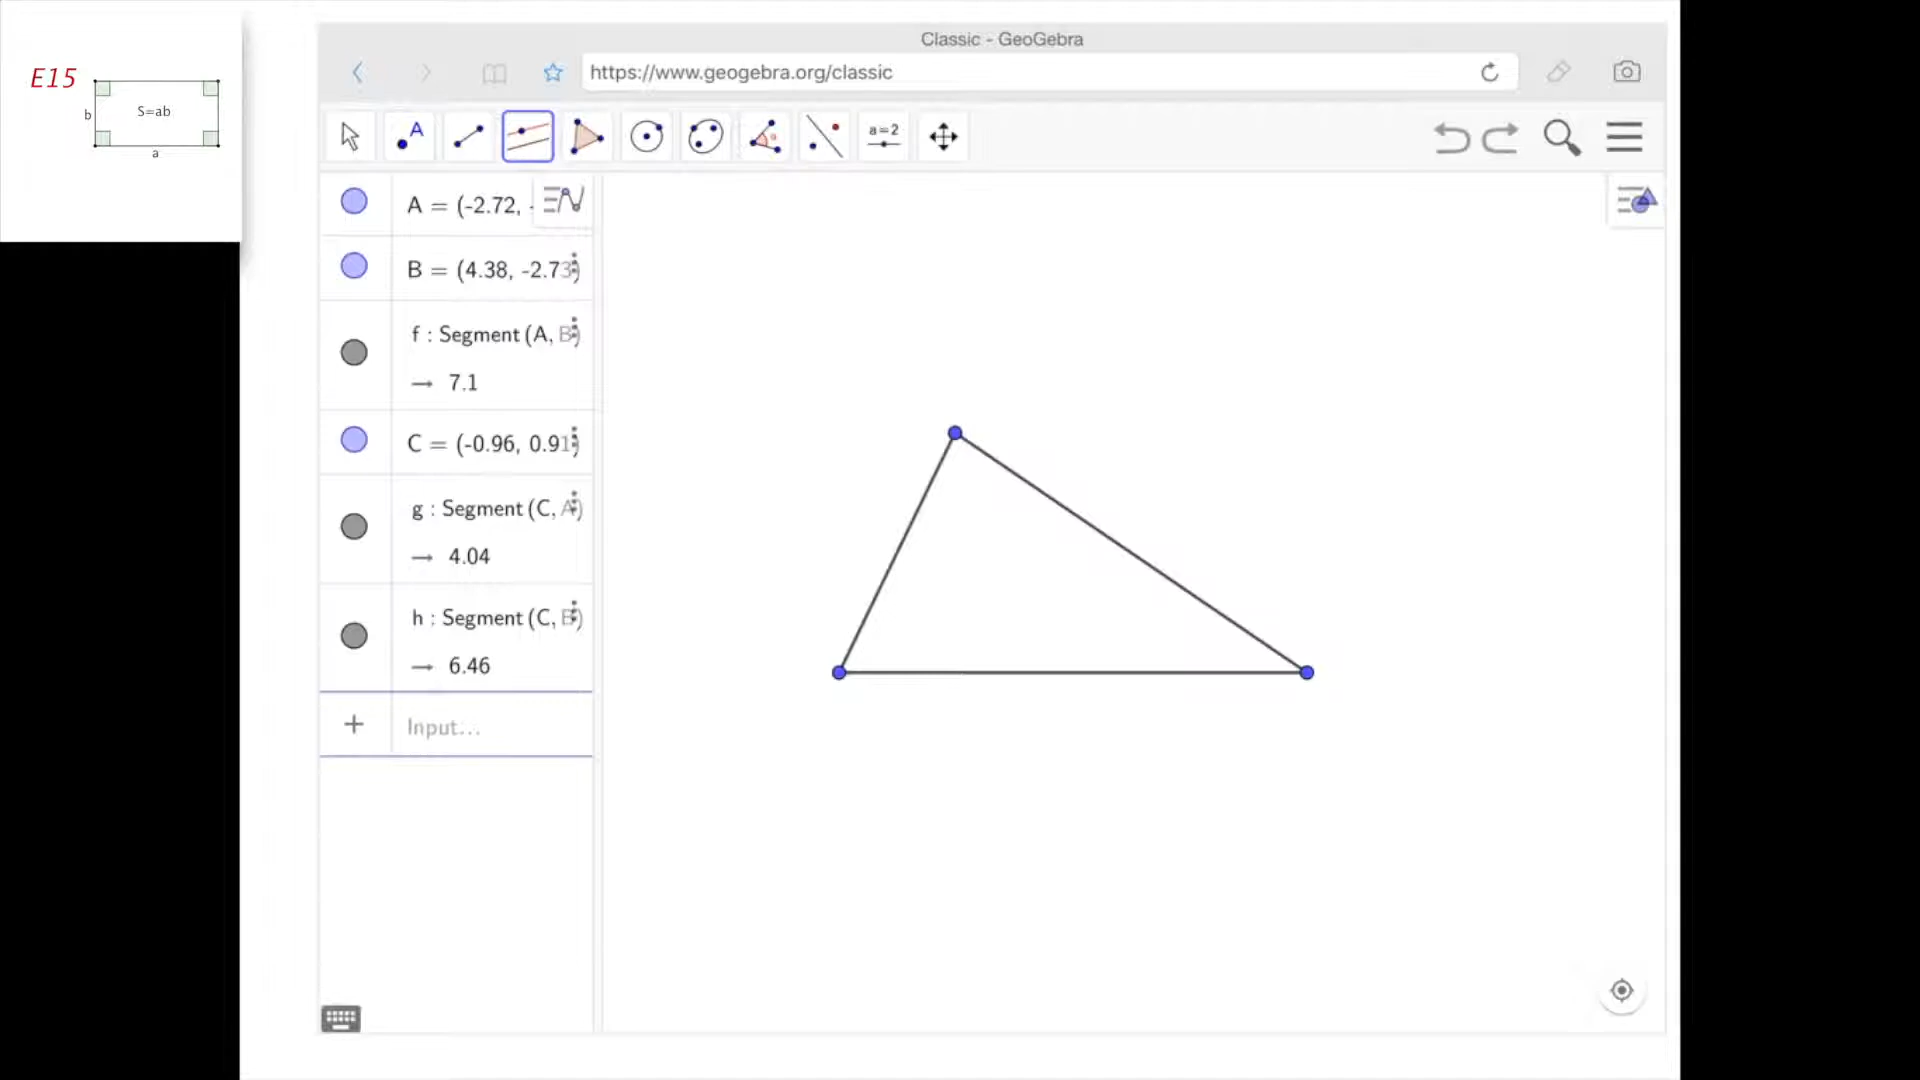 Classic - GeoGebra
https://www.geogebra.org/classic
E15
S=ab
b
a
A
a=2
A = (-2.72, -
B = (4.38, -2.73)
f : Segment (A, B)
→ 7.1
C = (-0.96, 0.91)
g : Segment (C, A)
→ 4.04
h : Segment (C, B)
→ 6.46
+ Input...